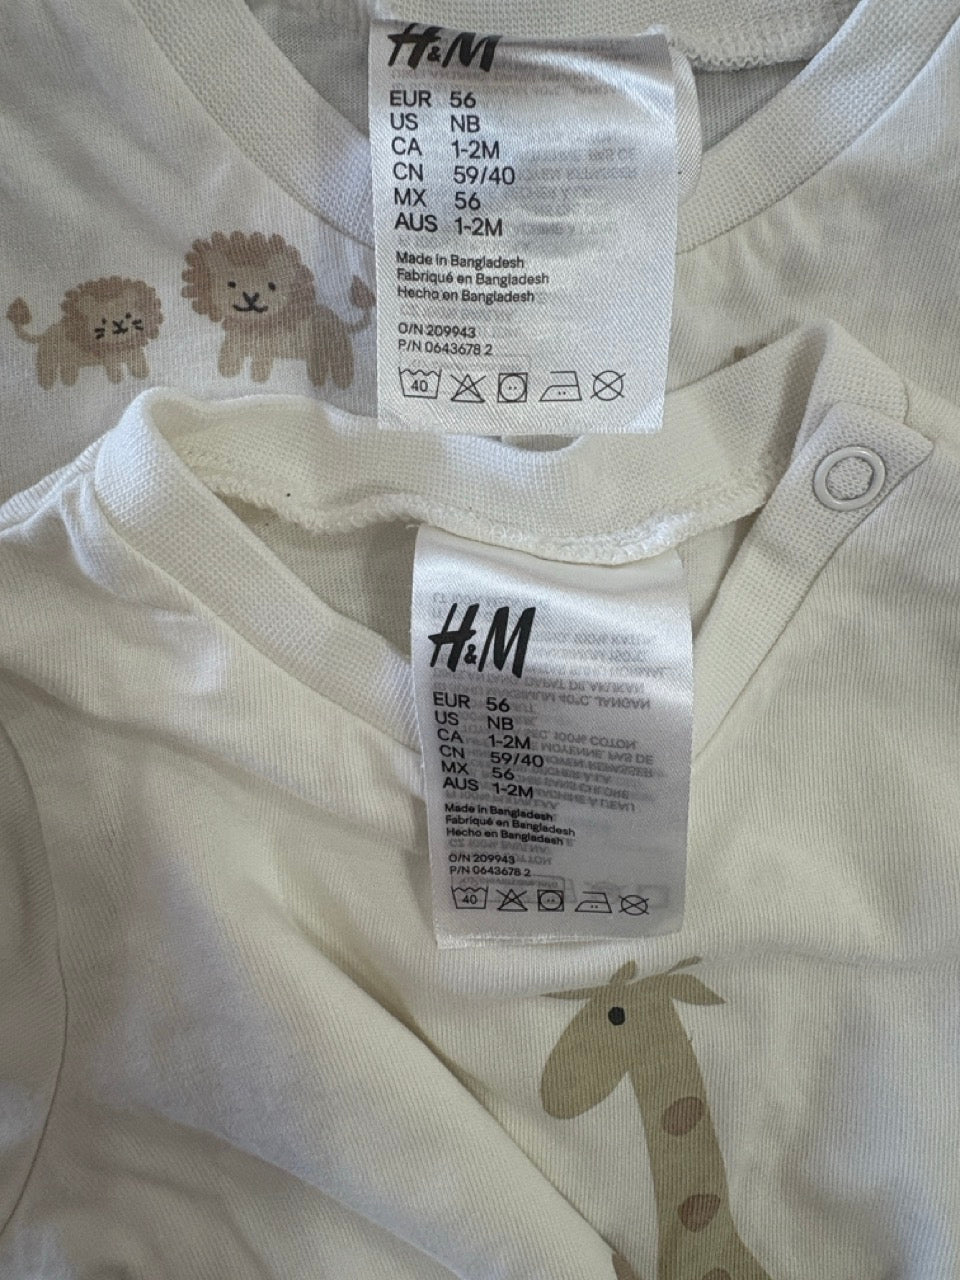 H&M
EUR 56
US NB
CA 1-2M
CN 59/40
MX 56
AUS 1-2M
Made in Bangladesh
Fabriqué en Bangladesh
Hecho en Bangladesh
O/N 209943
P/N 0643678 2
40
H&M
EUR 56
US NB
CA 1-2M
CN 59/40
MX 56
AUS 1-2M
Made in Bangladesh
Fabriqué en Bangladesh
Hecho en Bangladesh
O/N 209943
P/N 0643678 2
40